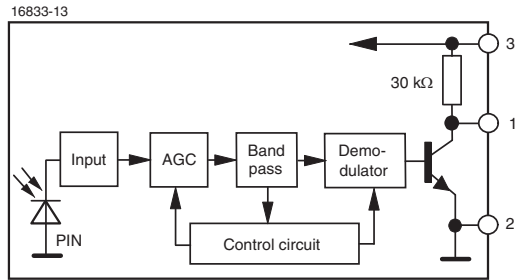 16833-13
3
30 kΩ
1
Input
AGC
Band
pass
Demo-
dulator
2
PIN
Control circuit